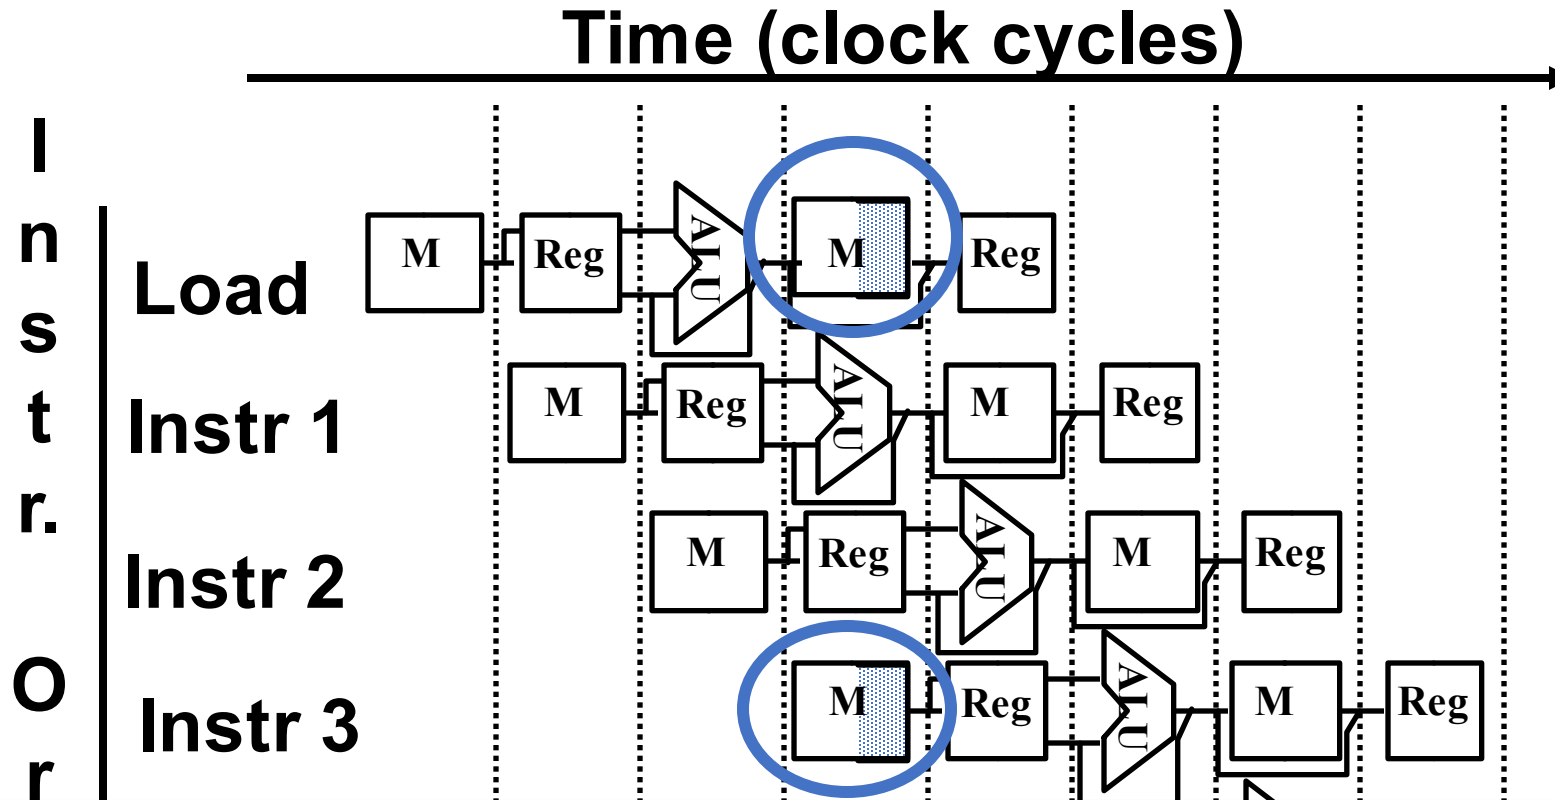 Time (clock cycles)
I
n
s
t
r.
O
r
Load
M
Reg
ALU
M
Reg
Instr 1
M
Reg
ALU
M
Reg
Instr 2
M
Reg
ALU
M
Reg
Instr 3
M
Reg
ALU
M
Reg